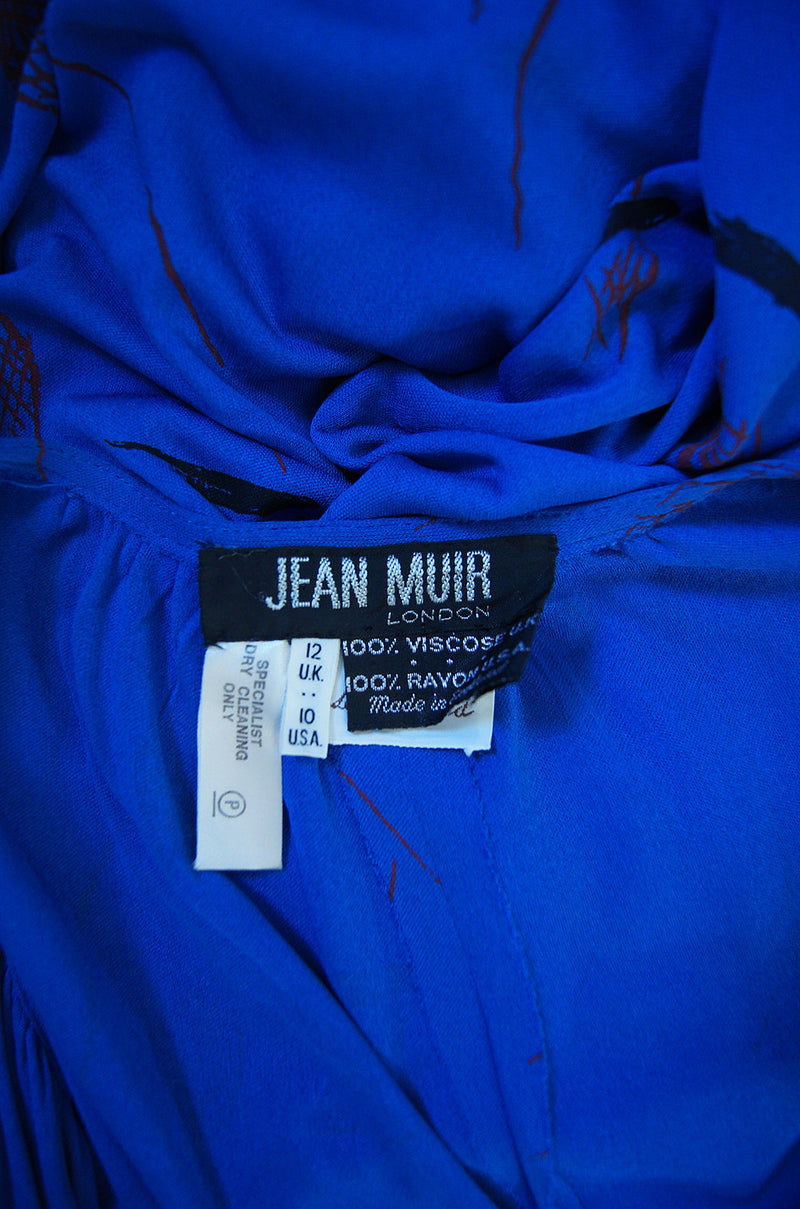 JEAN MUIR
LONDON
100% VISCOSE U.K.
100% RAYON U.S.A.
Made in
12
U.K.
10
U.S.A.
SPECIALIST
DRY CLEANING
ONLY
P